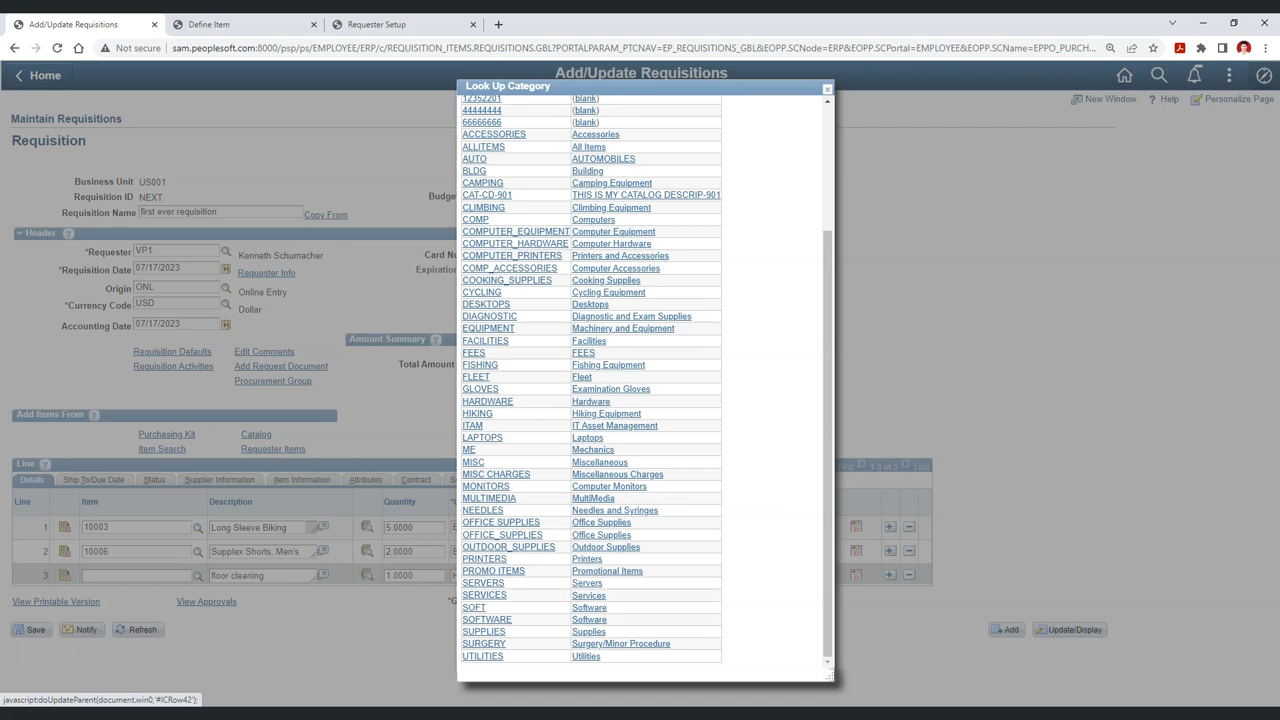 Add/Update Requisitions
Define Item
Requester Setup
Not secure
sam.peoplesoft.com:8000/psp/ps/EMPLOYEE/ERP/c/REQUISITION_ITEMS.REQUISITIONS.GBL?PORTALPARAM_PTCNAV=EP_REQUISITIONS_GBL&EOPP.SCNode=ERP&EOPP.SCPortal=EMPLOYEE&EOPP.SCName=EPPO_PURCH...
Home
Add/Update Requisitions
New Window
Help
Personalize Page
Maintain Requisitions
Requisition
Business Unit US001
Requisition ID NEXT
Requisition Name first ever requisition Copy From
Header
*Requester VP1 Kenneth Schumacher
*Requisition Date 07/17/2023 Requester Info
Origin ONL Online Entry
*Currency Code USD Dollar
Accounting Date 07/17/2023
Card Nu
Expiration
Requisition Defaults Edit Comments
Requisition Activities Add Request Document
Procurement Group
Amount Summary
Total Amount
Add Items From
Purchasing Kit Catalog
Item Search Requester Items
Line
First 1-3 of 3 Last
Details Ship To/Due Date Status Supplier Information Item Information Attributes Contract
Line Item Description Quantity
1 10003 Long Sleeve Biking 5.0000
2 10006 Supplex Shorts, Men's 2.0000
3 floor cleaning 1.0000
View Printable Version View Approvals
Save Notify Refresh
Add Update/Display
Look Up Category
12352201 (blank)
44444444 (blank)
66666666 (blank)
ACCESSORIES Accessories
ALLITEMS All Items
AUTO AUTOMOBILES
BLDG Building
CAMPING Camping Equipment
CAT-CD-901 THIS IS MY CATALOG DESCRIP-901
CLIMBING Climbing Equipment
COMP Computers
COMPUTER_EQUIPMENT Computer Equipment
COMPUTER_HARDWARE Computer Hardware
COMPUTER_PRINTERS Printers and Accessories
COMP_ACCESSORIES Computer Accessories
COOKING_SUPPLIES Cooking Supplies
CYCLING Cycling Equipment
DESKTOPS Desktops
DIAGNOSTIC Diagnostic and Exam Supplies
EQUIPMENT Machinery and Equipment
FACILITIES Facilities
FEES FEES
FISHING Fishing Equipment
FLEET Fleet
GLOVES Examination Gloves
HARDWARE Hardware
HIKING Hiking Equipment
ITAM IT Asset Management
LAPTOPS Laptops
ME Mechanics
MISC Miscellaneous
MISC CHARGES Miscellaneous Charges
MONITORS Computer Monitors
MULTIMEDIA MultiMedia
NEEDLES Needles and Syringes
OFFICE SUPPLIES Office Supplies
OFFICE_SUPPLIES Office Supplies
OUTDOOR_SUPPLIES Outdoor Supplies
PRINTERS Printers
PROMO ITEMS Promotional Items
SERVERS Servers
SERVICES Services
SOFT Software
SOFTWARE Software
SUPPLIES Supplies
SURGERY Surgery/Minor Procedure
UTILITIES Utilities
javascript:doUpdateParent(document.win0,'#ICRow42');